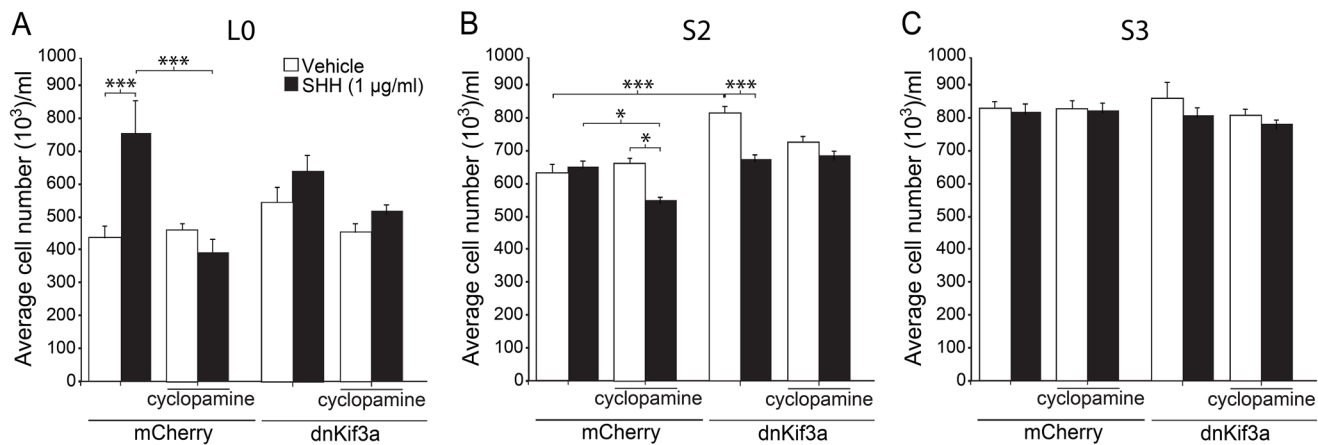 A
L0
Average cell number (10³)/ml
1000
900
800
700
600
500
400
300
200
100
0
***
***
Vehicle
SHH (1 µg/ml)
cyclopamine
cyclopamine
mCherry
dnKif3a
B
S2
Average cell number (10³)/ml
1000
900
800
700
600
500
400
300
200
100
0
***
***
*
*
cyclopamine
cyclopamine
mCherry
dnKif3a
C
S3
Average cell number (10³)/ml
1000
900
800
700
600
500
400
300
200
100
0
cyclopamine
cyclopamine
mCherry
dnKif3a